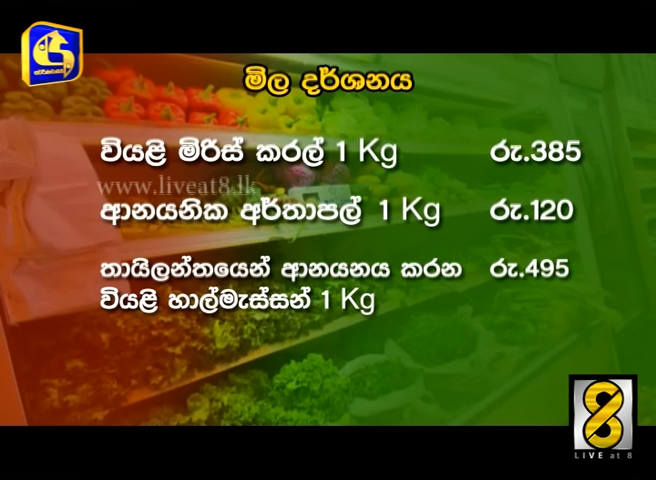 මිල දර්ශනය
වියළි මිරිස් කරල් 1 Kg රු.385
www.liveat8.lk
ආනයනික අර්තාපල් 1 Kg රු.120
තායිලන්තයෙන් ආනයනය කරන රු.495
වියළි හාල්මැස්සන් 1 Kg
8
LIVE at 8